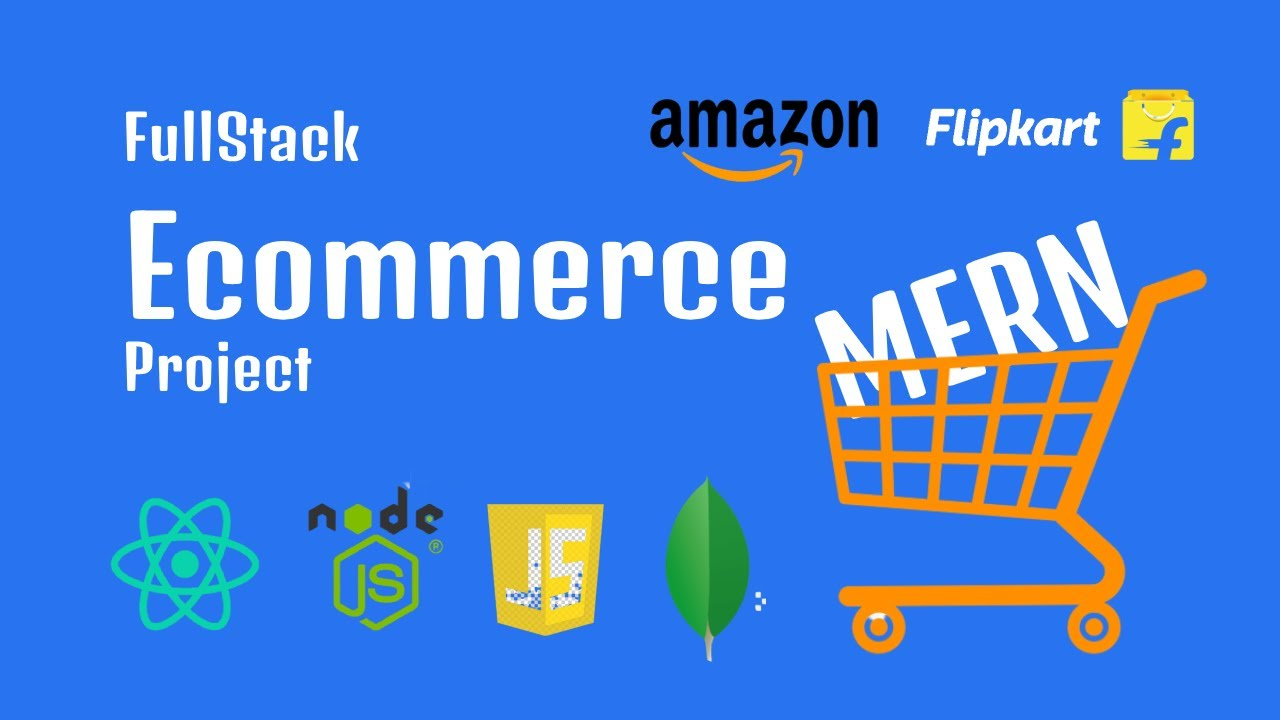 FullStack
amazon
Flipkart
f
Ecommerce
MERN
Project
node
JS
®
JS